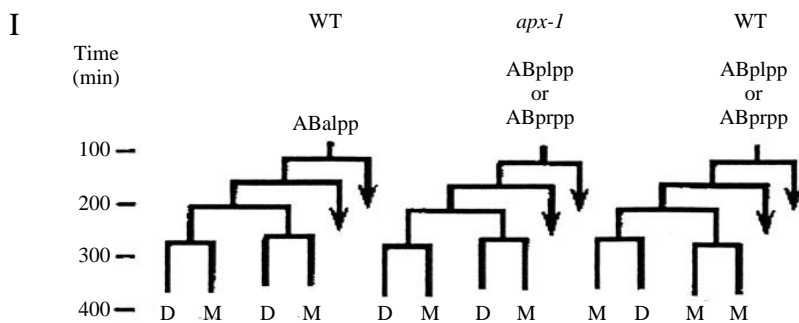 I
WT apx-1 WT
Time
(min)
ABplpp ABplpp
or or
ABalpp ABprpp ABprpp
100
200
300
400 D M D M D M D M M D M M